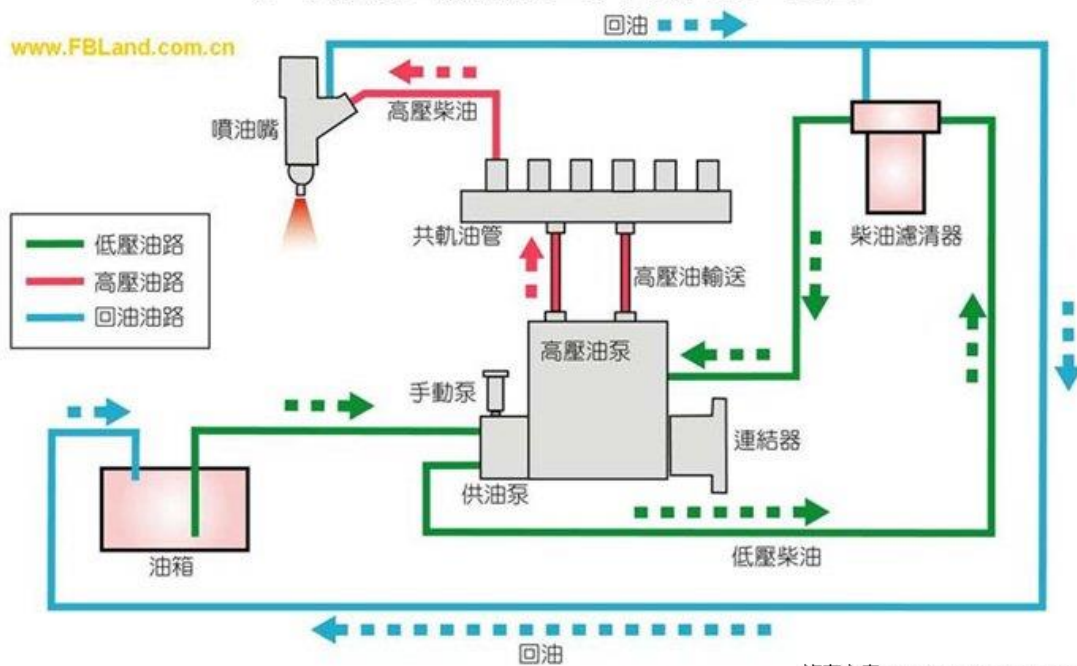 回油
www.FBLand.com.cn
高壓柴油
噴油嘴
共軌油管
柴油濾清器
低壓油路
高壓油路
回油油路
高壓油輸送
高壓油泵
手動泵
連結器
供油泵
油箱
低壓柴油
回油